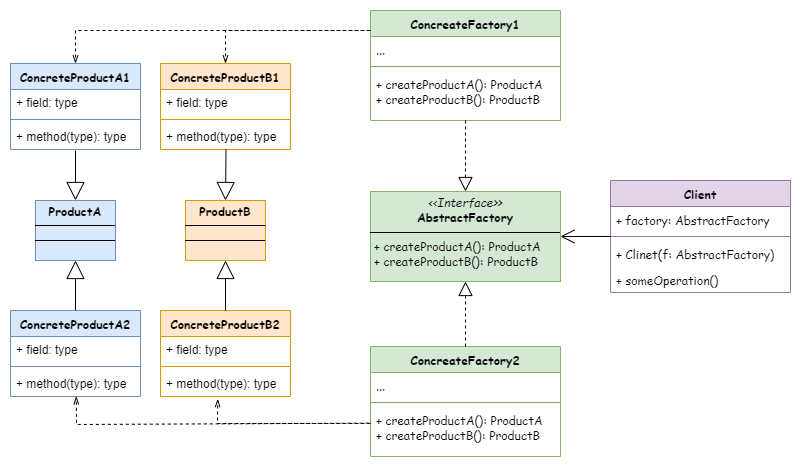 ConcreateFactory1
...
+ createProductA(): ProductA
+ createProductB(): ProductB
ConcreteProductA1
+ field: type
+ method(type): type
ConcreteProductB1
+ field: type
+ method(type): type
ProductA
ProductB
<<Interface>>
AbstractFactory
+ createProductA(): ProductA
+ createProductB(): ProductB
Client
+ factory: AbstractFactory
+ Clinet(f: AbstractFactory)
+ someOperation()
ConcreteProductA2
+ field: type
+ method(type): type
ConcreteProductB2
+ field: type
+ method(type): type
ConcreateFactory2
...
+ createProductA(): ProductA
+ createProductB(): ProductB